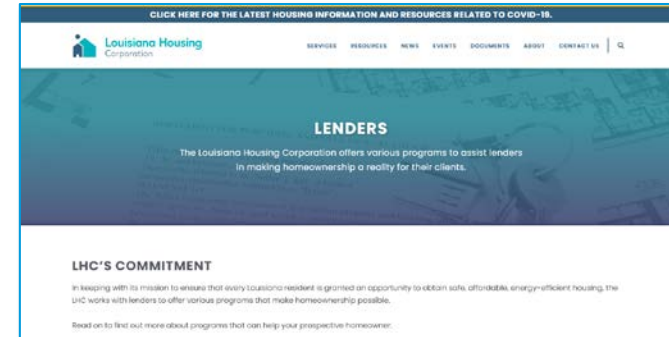 CLICK HERE FOR THE LATEST HOUSING INFORMATION AND RESOURCES RELATED TO COVID-19.
Louisiana Housing
Corporation
SERVICES RESOURCES NEWS EVENTS DOCUMENTS ABOUT CONTACT US
LENDERS
The Louisiana Housing Corporation offers various programs to assist lenders
in making homeownership a reality for their clients.
LHC'S COMMITMENT
In keeping with its mission to ensure that every Louisiana resident is granted an opportunity to obtain safe, affordable, energy-efficient housing, the
LHC works with lenders to offer various programs that make homeownership possible.
Read on to find out more about programs that can help your prospective homeowner.